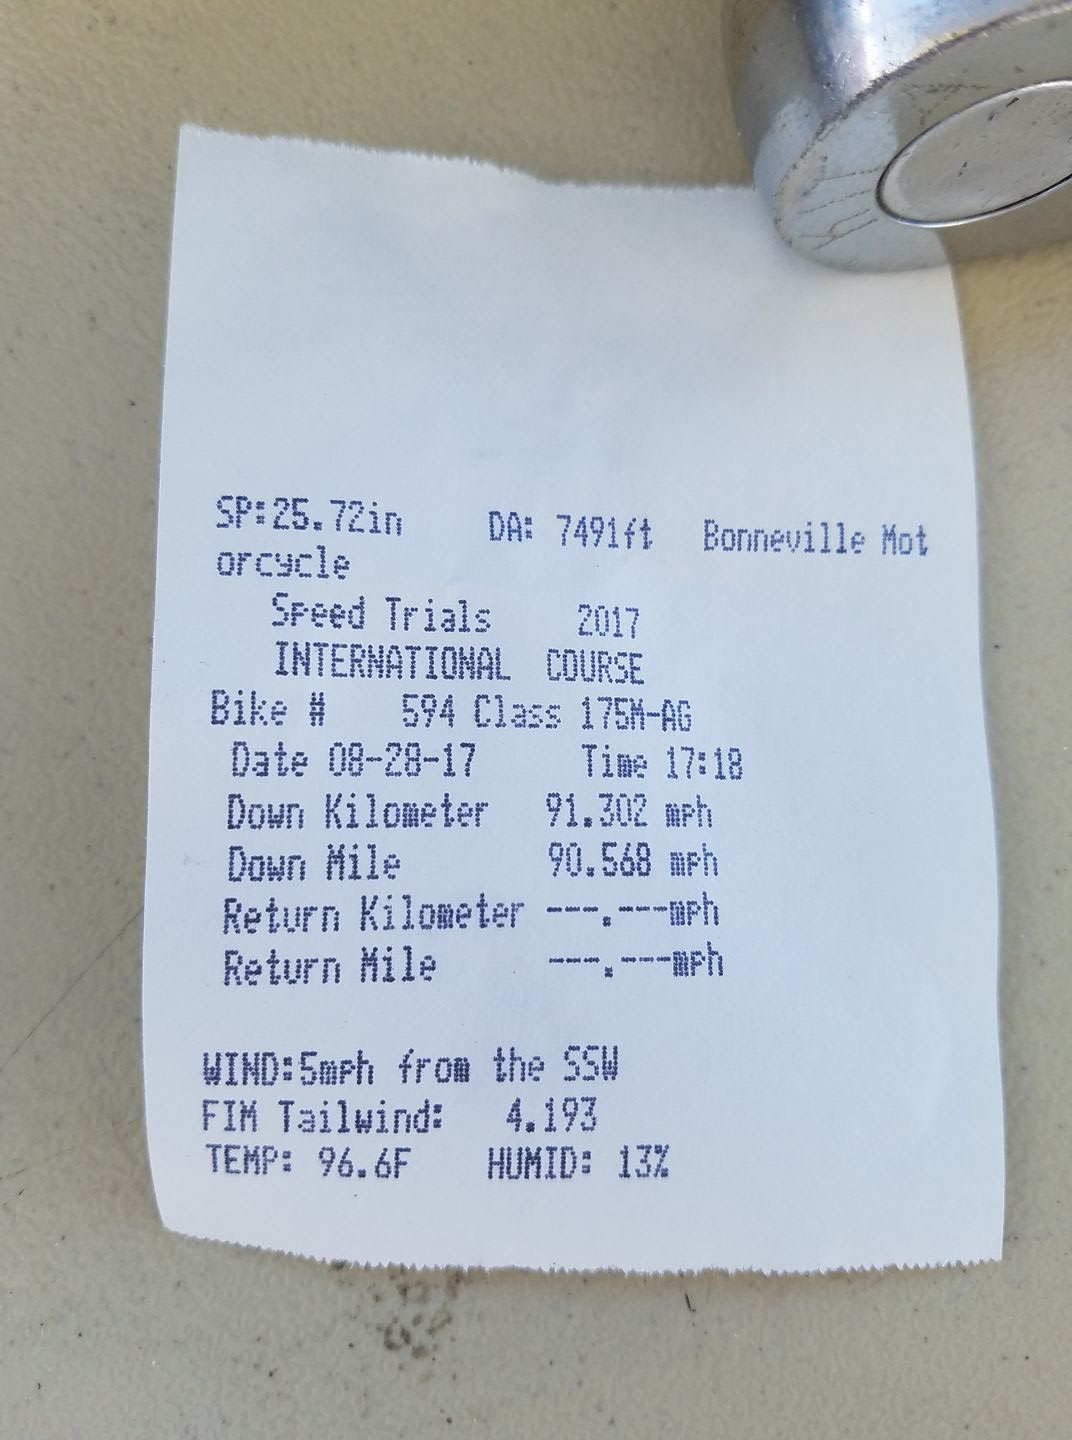 SP:25.72in DA: 7491ft Bonneville Mot
orcycle
Speed Trials 2017
INTERNATIONAL COURSE
Bike # 594 Class 175M-AG
Date 08-28-17 Time 17:18
Down Kilometer 91.302 mph
Down Mile 90.568 mph
Return Kilometer ---.---mph
Return Mile ---.---mph
WIND:5mph from the SSW
FIM Tailwind: 4.193
TEMP: 96.6F HUMID: 13%